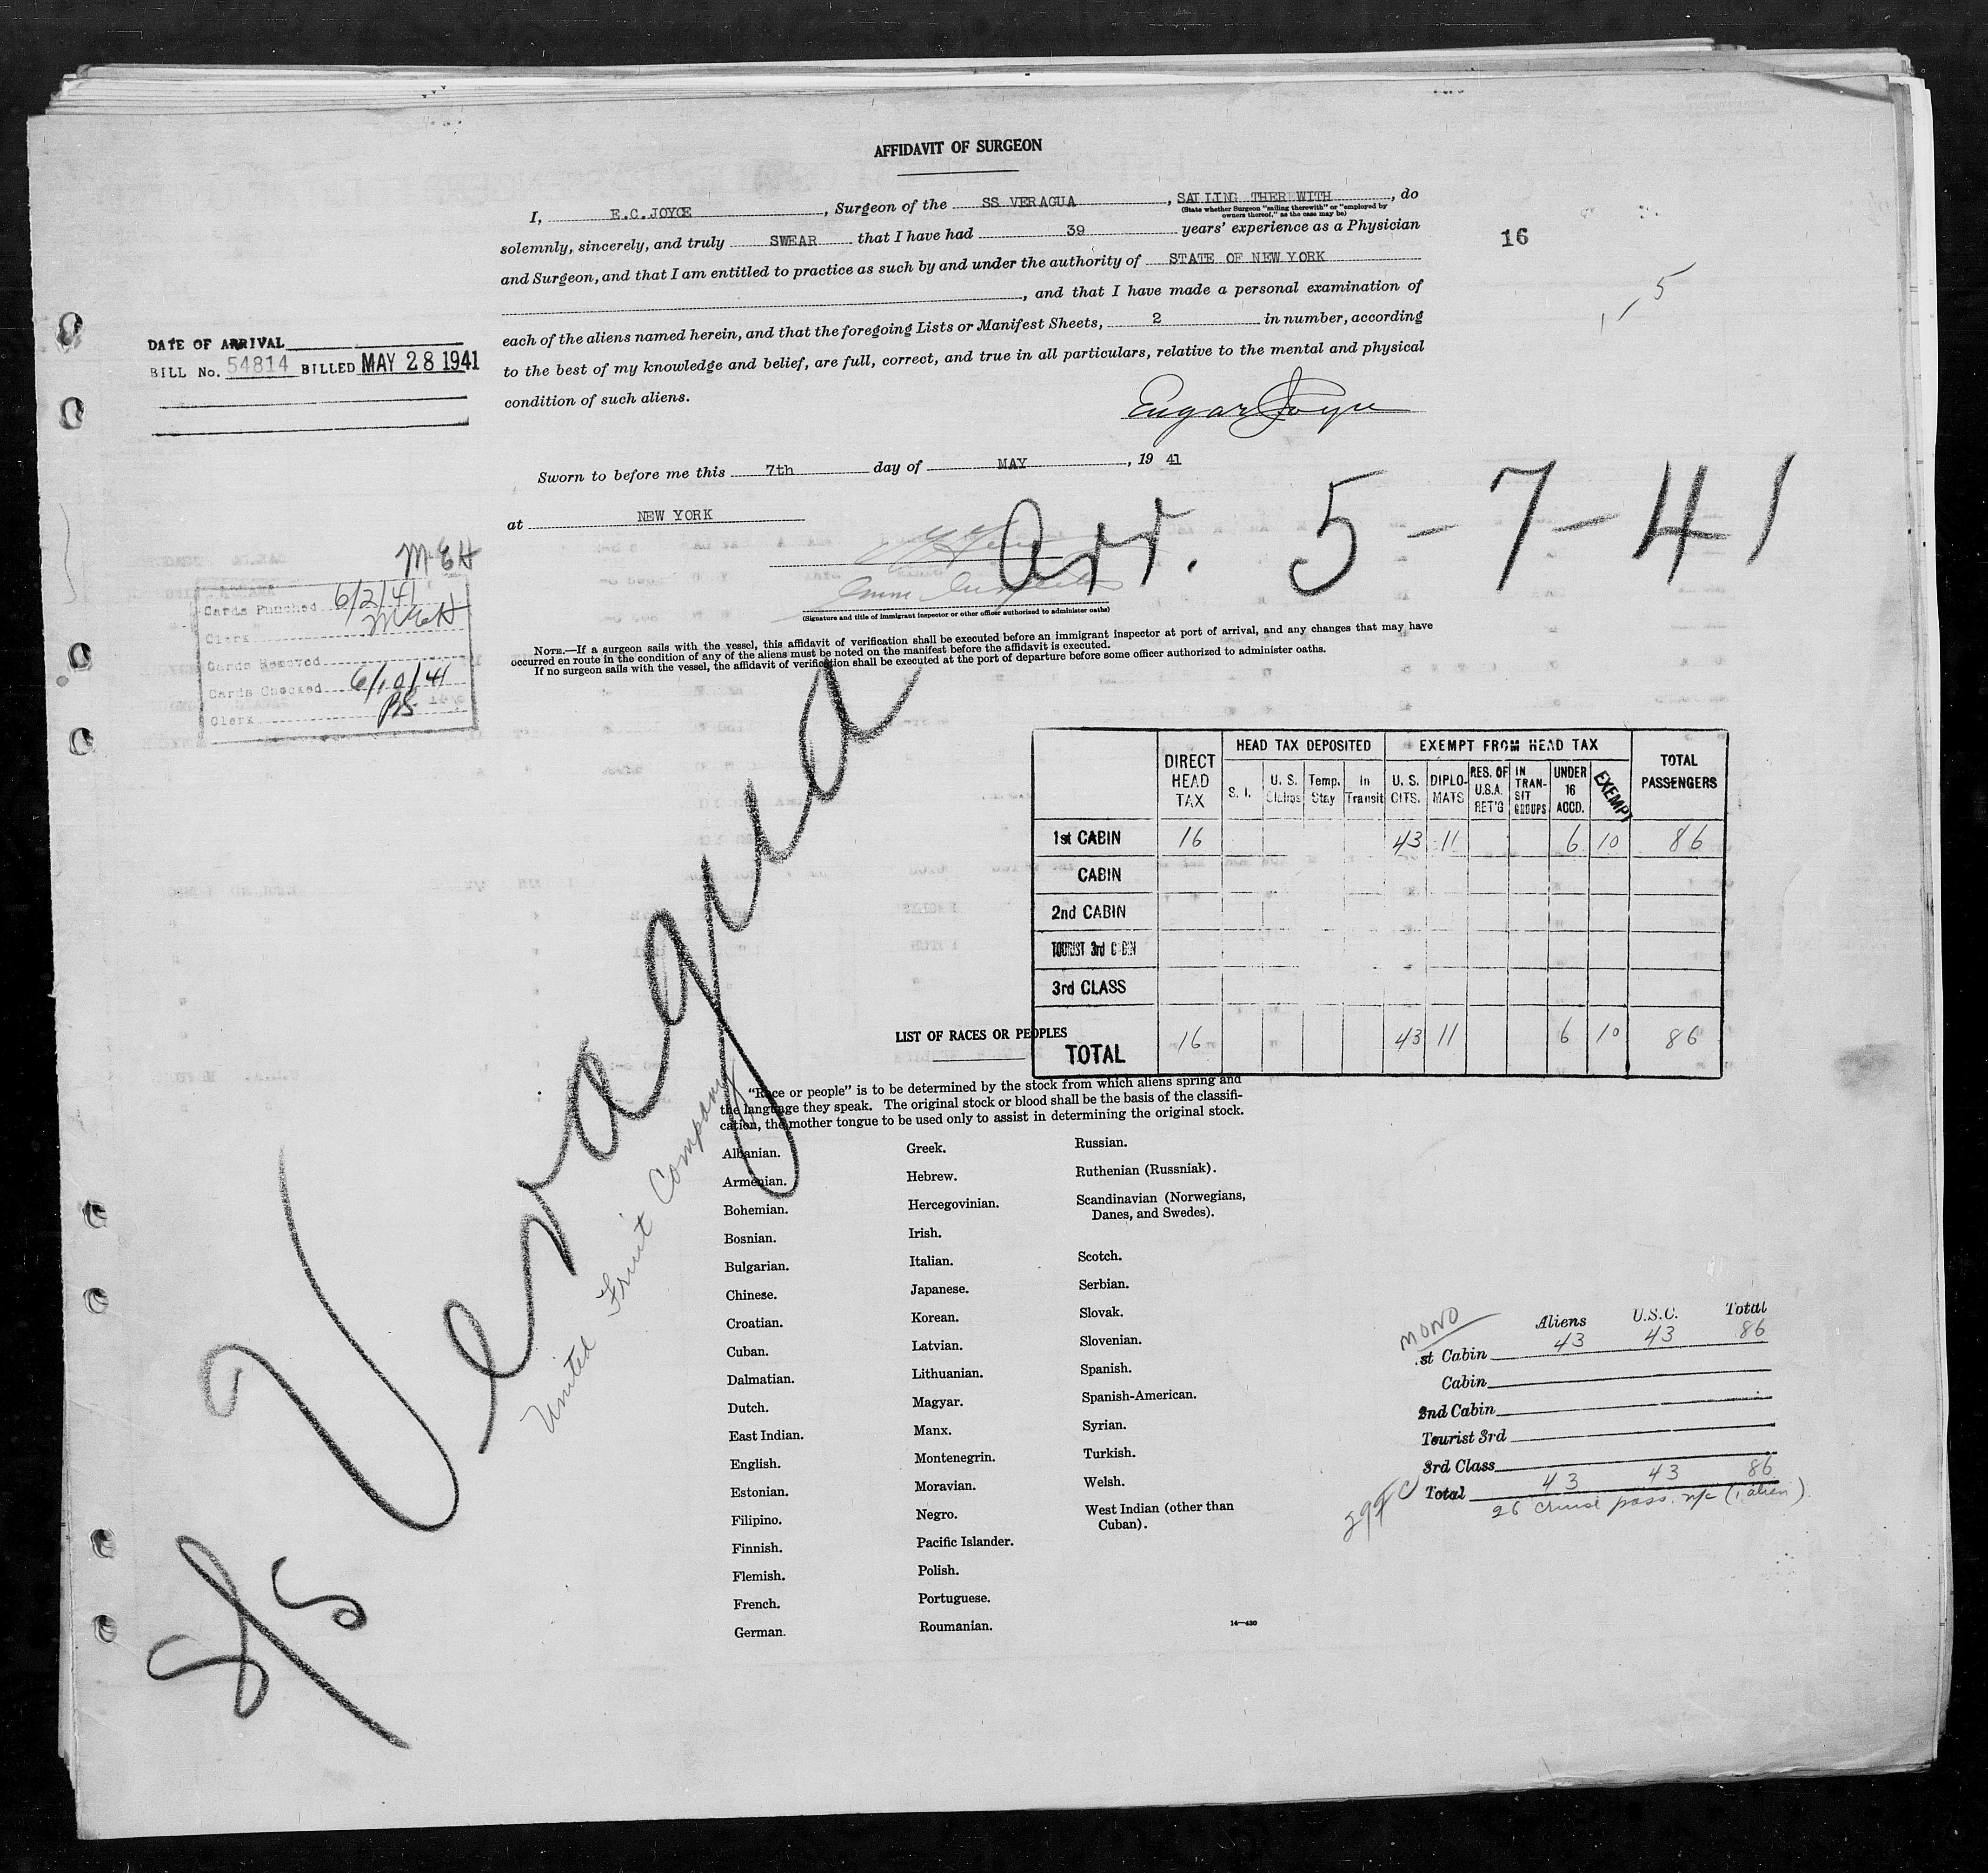 AFFIDAVIT OF SURGEON
I, E.C.JOYCE, Surgeon of the SS VERAGUA, SAILING THEREWITH, do
(State whether Surgeon "sailing therewith" or "employed by owners thereof," as the case may be)
solemnly, sincerely, and truly SWEAR that I have had 39 years' experience as a Physician
and Surgeon, and that I am entitled to practice as such by and under the authority of STATE OF NEW YORK
, and that I have made a personal examination of
each of the aliens named herein, and that the foregoing Lists or Manifest Sheets, 2 in number, according
to the best of my knowledge and belief, are full, correct, and true in all particulars, relative to the mental and physical
condition of such aliens.
16
5
DATE OF ARRIVAL
BILL No. 54814 BILLED MAY 28 1941
Sworn to before me this 7th day of MAY, 19 41
at NEW YORK
Arr. 5-7-41
(Signature and title of immigrant inspector or other officer authorized to administer oaths)
MEH
Cards Punched 6/2/41
Clerk MEH
Cards Removed
Cards Checked 6/10/41
Clerk BS
NOTE.—If a surgeon sails with the vessel, this affidavit of verification shall be executed before an immigrant inspector at port of arrival, and any changes that may have
occurred en route in the condition of any of the aliens must be noted on the manifest before the affidavit is executed.
If no surgeon sails with the vessel, the affidavit of verification shall be executed at the port of departure before some officer authorized to administer oaths.
S/S Veragua
United Fruit Company
DIRECT HEAD TAX
HEAD TAX DEPOSITED
S. I. U. S. Claims Temp. Stay In Transit
EXEMPT FROM HEAD TAX
U. S. CITS. DIPLOMATS RES. OF U.S.A. RET'G IN TRANSIT GROUPS UNDER 16 ACCD. EXEMPT
TOTAL PASSENGERS
1st CABIN 16 43 11 6 10 86
CABIN
2nd CABIN
TOURIST 3rd CABIN
3rd CLASS
TOTAL 16 43 11 6 10 86
LIST OF RACES OR PEOPLES
"Race or people" is to be determined by the stock from which aliens spring and
the language they speak. The original stock or blood shall be the basis of the classifi-
cation, the mother tongue to be used only to assist in determining the original stock.
Albanian.
Armenian.
Bohemian.
Bosnian.
Bulgarian.
Chinese.
Croatian.
Cuban.
Dalmatian.
Dutch.
East Indian.
English.
Estonian.
Filipino.
Finnish.
Flemish.
French.
German.
Greek.
Hebrew.
Hercegovinian.
Irish.
Italian.
Japanese.
Korean.
Latvian.
Lithuanian.
Magyar.
Manx.
Montenegrin.
Moravian.
Negro.
Pacific Islander.
Polish.
Portuguese.
Roumanian.
Russian.
Ruthenian (Russniak).
Scandinavian (Norwegians,
Danes, and Swedes).
Scotch.
Serbian.
Slovak.
Slovenian.
Spanish.
Spanish-American.
Syrian.
Turkish.
Welsh.
West Indian (other than
Cuban).
14—430
MONO
Aliens U.S.C. Total
st Cabin 43 43 86
Cabin
2nd Cabin
Tourist 3rd
3rd Class
Total 43 43 86
26 cruise pass. n/c (1 alien)